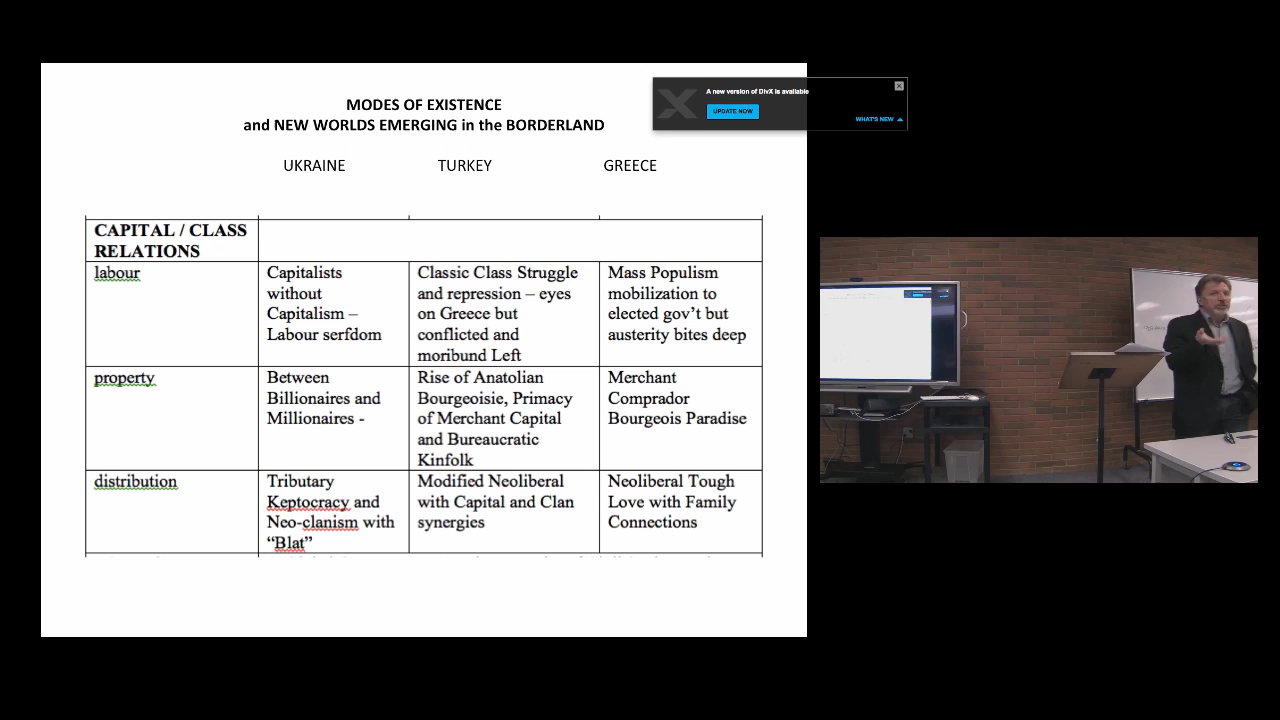 MODES OF EXISTENCE
and NEW WORLDS EMERGING in the BORDERLAND
UKRAINE TURKEY GREECE
A new version of DivX is available
UPDATE NOW
WHAT'S NEW
CAPITAL / CLASS
RELATIONS
labour
Capitalists
without
Capitalism –
Labour serfdom
Classic Class Struggle
and repression – eyes
on Greece but
conflicted and
moribund Left
Mass Populism
mobilization to
elected gov't but
austerity bites deep
property
Between
Billionaires and
Millionaires -
Rise of Anatolian
Bourgeoisie, Primacy
of Merchant Capital
and Bureaucratic
Kinfolk
Merchant
Comprador
Bourgeois Paradise
distribution
Tributary
Keptocracy and
Neo-clanism with
“Blat”
Modified Neoliberal
with Capital and Clan
synergies
Neoliberal Tough
Love with Family
Connections